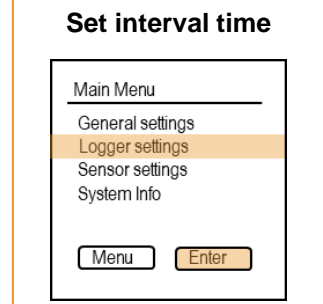 Set interval time
Main Menu
General settings
Logger settings
Sensor settings
System Info
Menu Enter